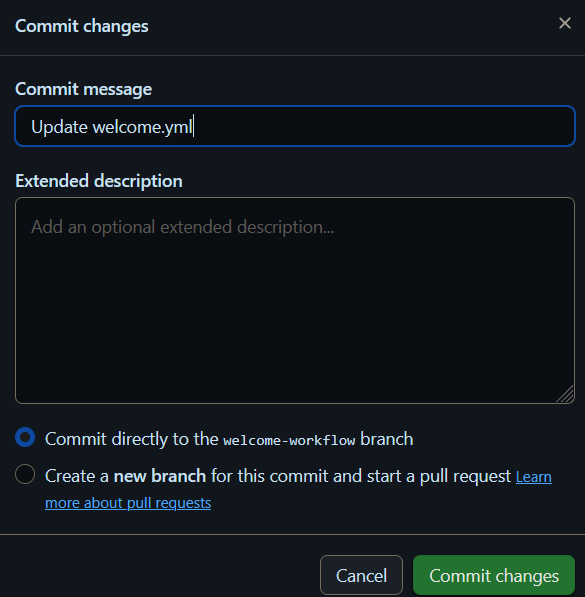 Commit changes
Commit message
Update welcome.yml
Extended description
Add an optional extended description...
Commit directly to the welcome-workflow branch
Create a new branch for this commit and start a pull request Learn
more about pull requests
Cancel
Commit changes